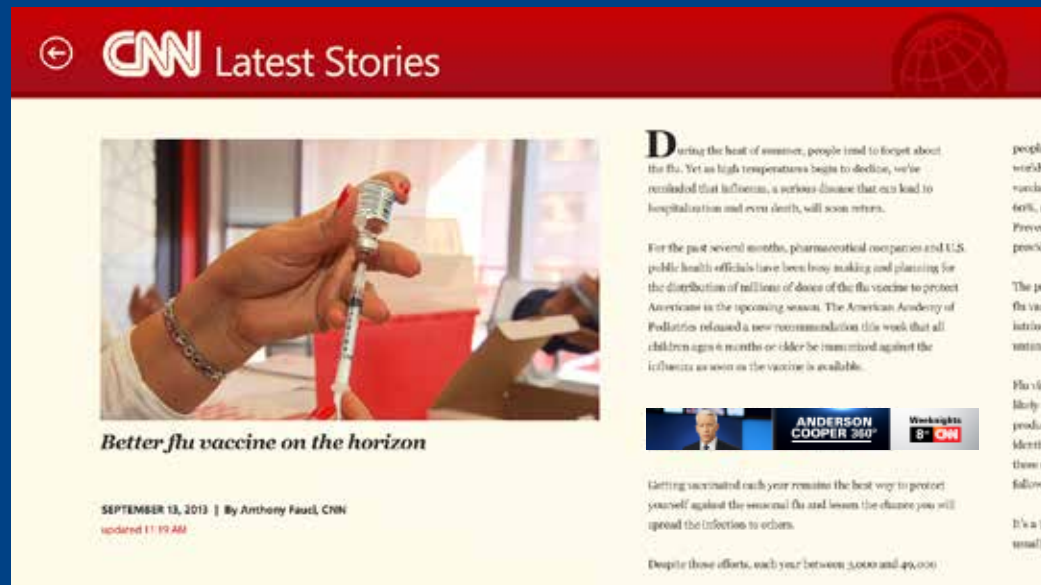 CNN Latest Stories
Better flu vaccine on the horizon
SEPTEMBER 13, 2013 | By Anthony Fauci, CNN
updated 11:19 AM
During the heat of summer, people tend to forget about
the flu. Yet as high temperatures begin to decline, we're
reminded that influenza, a serious disease that can lead to
hospitalization and even death, will soon return.
For the past several months, pharmaceutical companies and U.S.
public health officials have been busy making and planning for
the distribution of millions of doses of the flu vaccine to protect
Americans in the upcoming season. The American Academy of
Pediatrics released a new recommendation this week that all
children ages 6 months or older be immunized against the
influenza as soon as the vaccine is available.
ANDERSON
COOPER 360°
Weeknights
8e CNN
Getting vaccinated each year remains the best way to protect
yourself against the seasonal flu and lessen the chance you will
spread the infection to others.
Despite those efforts, each year between 3,000 and 49,000
people
world
60%,
The
It's a